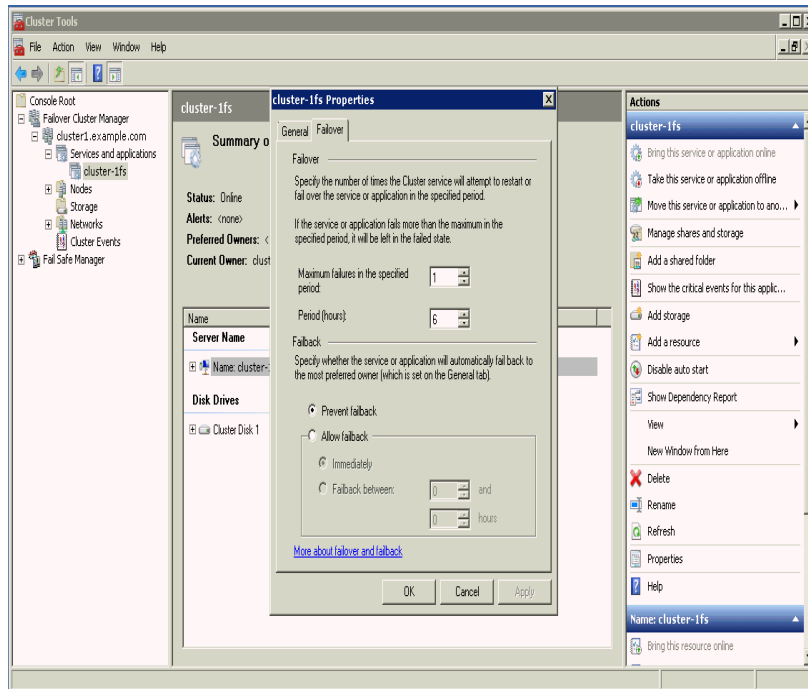 Cluster Tools
File Action View Window Help
Console Root
Failover Cluster Manager
cluster1.example.com
Services and applications
cluster-1fs
Nodes
Storage
Networks
Cluster Events
Fail Safe Manager
cluster-1fs
Summary o
Status: Online
Alerts: <none>
Preferred Owners: <
Current Owner: clust
Name
Server Name
Name: cluster-
Disk Drives
Cluster Disk 1
cluster-1fs Properties
General Failover
Failover
Specify the number of times the Cluster service will attempt to restart or
fail over the service or application in the specified period.
If the service or application fails more than the maximum in the
specified period, it will be left in the failed state.
Maximum failures in the specified
period:
1
Period (hours):
6
Failback
Specify whether the service or application will automatically fail back to
the most preferred owner (which is set on the General tab).
Prevent failback
Allow failback
Immediately
Failback between:
0 and
0 hours
More about failover and failback
OK Cancel Apply
Actions
cluster-1fs
Bring this service or application online
Take this service or application offline
Move this service or application to ano...
Manage shares and storage
Add a shared folder
Show the critical events for this applic...
Add storage
Add a resource
Disable auto start
Show Dependency Report
View
New Window from Here
Delete
Rename
Refresh
Properties
Help
Name: cluster-1fs
Bring this resource online